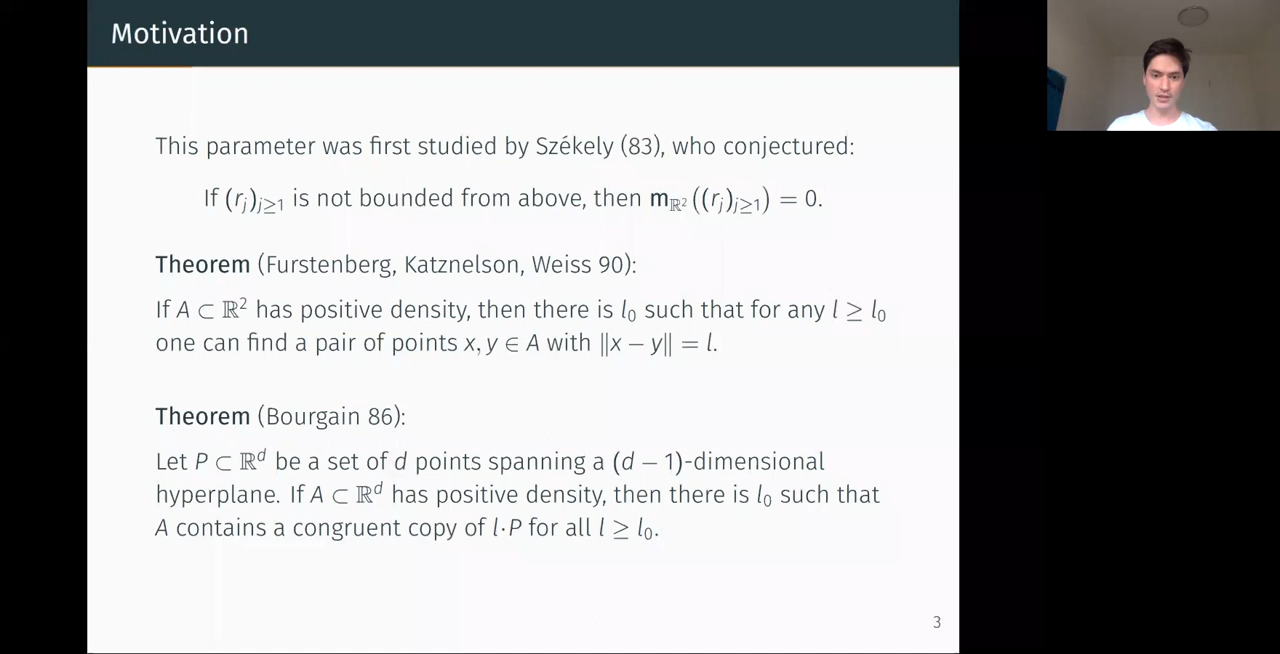 Motivation
This parameter was first studied by Székely (83), who conjectured:
If (r_j)_{j≥1} is not bounded from above, then m_{ℝ²}((r_j)_{j≥1}) = 0.
Theorem (Furstenberg, Katznelson, Weiss 90):
If A ⊂ ℝ² has positive density, then there is l₀ such that for any l ≥ l₀
one can find a pair of points x, y ∈ A with ‖x − y‖ = l.
Theorem (Bourgain 86):
Let P ⊂ ℝᵈ be a set of d points spanning a (d − 1)-dimensional
hyperplane. If A ⊂ ℝᵈ has positive density, then there is l₀ such that
A contains a congruent copy of l·P for all l ≥ l₀.
3